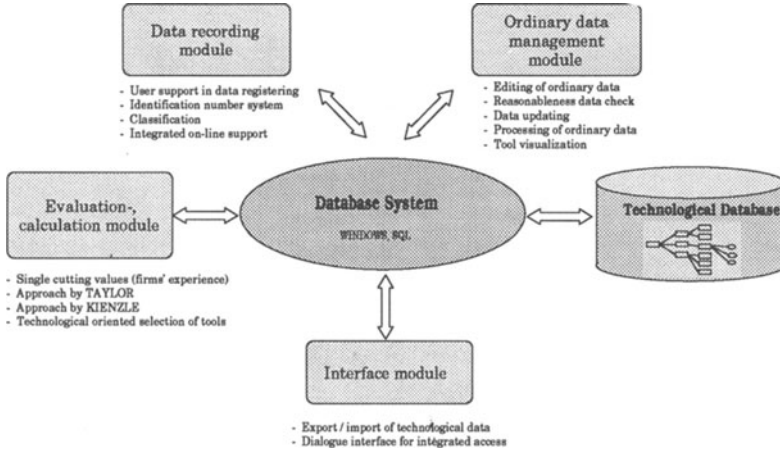 Data recording
module
- User support in data registering
- Identification number system
- Classification
- Integrated on-line support
Ordinary data
management
module
- Editing of ordinary data
- Reasonableness data check
- Data updating
- Processing of ordinary data
- Tool visualization
Evaluation-,
calculation module
- Single cutting values (firms' experience)
- Approach by TAYLOR
- Approach by KIENZLE
- Technological oriented selection of tools
Database System
WINDOWS, SQL
Technological Database
Interface module
- Export / import of technological data
- Dialogue interface for integrated access